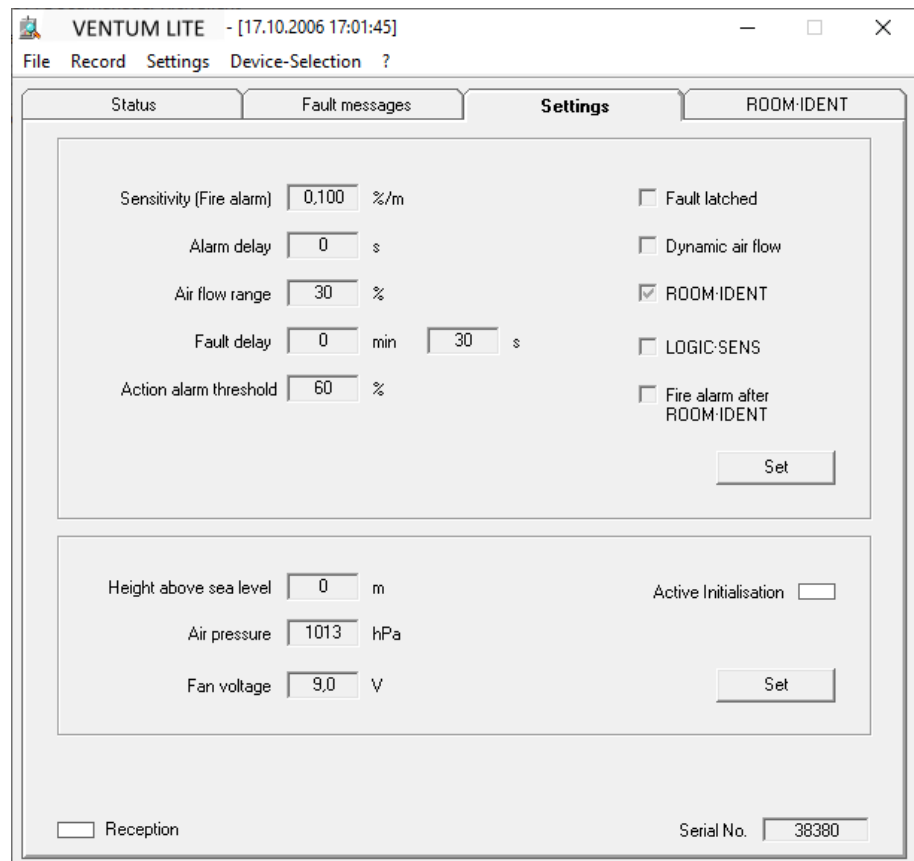 VENTUM LITE - [17.10.2006 17:01:45]
File Record Settings Device-Selection ?
Status Fault messages Settings ROOM·IDENT
Sensitivity (Fire alarm) 0,100 %/m Fault latched
Alarm delay 0 s Dynamic air flow
Air flow range 30 % ROOM·IDENT
Fault delay 0 min 30 s LOGIC·SENS
Action alarm threshold 60 % Fire alarm after
ROOM·IDENT
Set
Height above sea level 0 m Active Initialisation
Air pressure 1013 hPa
Fan voltage 9,0 V Set
Reception Serial No. 38380